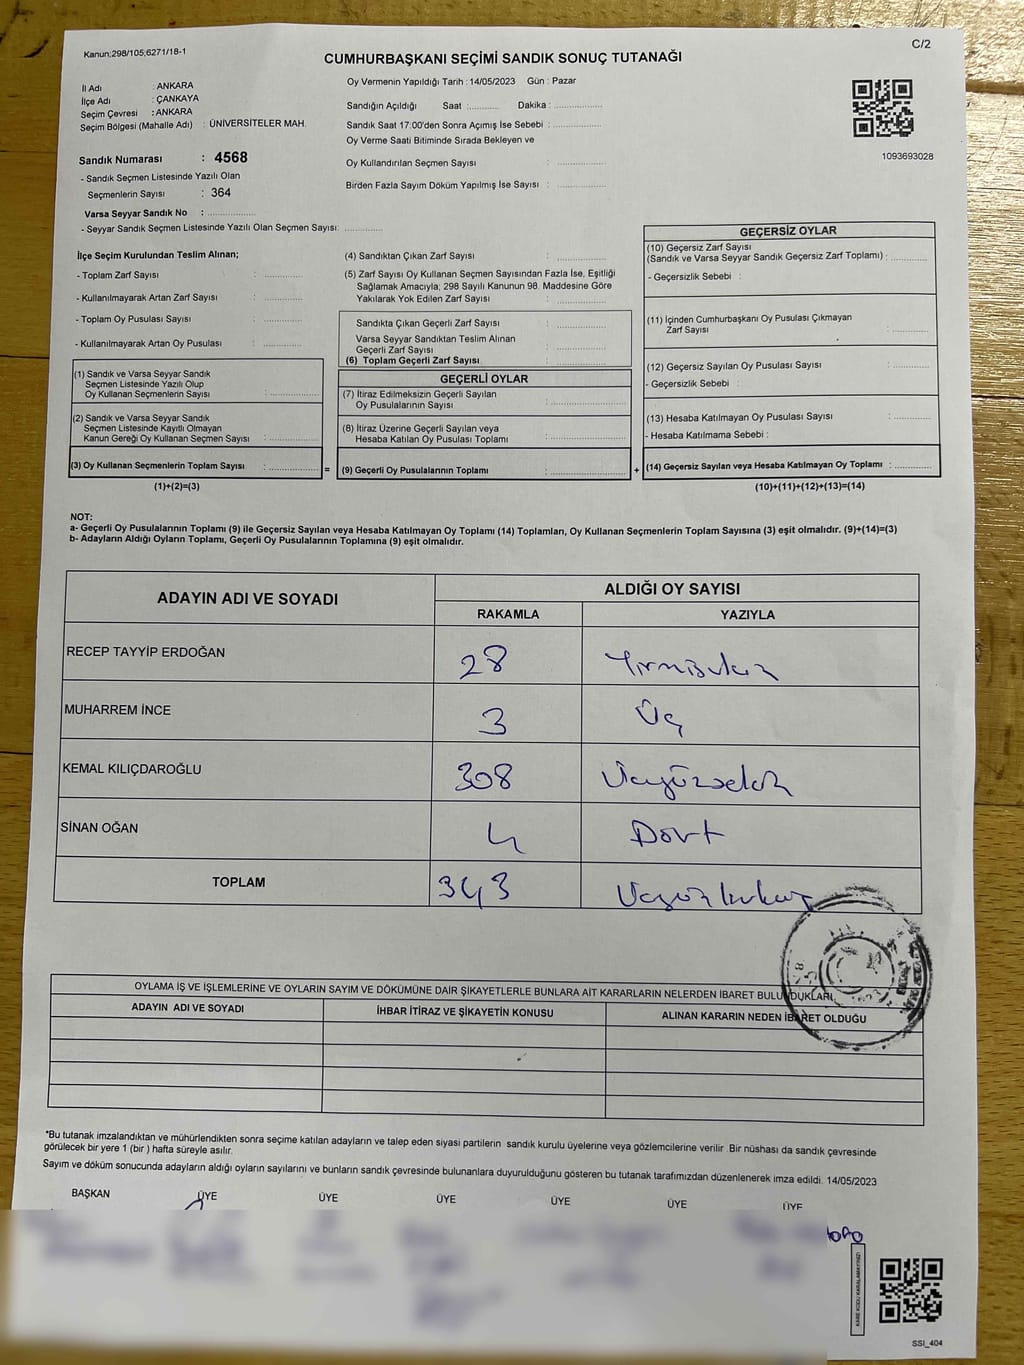 Kanun;298/105;6271/18-1
C/2
CUMHURBAŞKANI SEÇİMİ SANDIK SONUÇ TUTANAĞI
İl Adı : ANKARA
İlçe Adı : ÇANKAYA
Seçim Çevresi : ANKARA
Seçim Bölgesi (Mahalle Adı) : ÜNİVERSİTELER MAH.
Sandık Numarası : 4568
- Sandık Seçmen Listesinde Yazılı Olan
Seçmenlerin Sayısı : 364
Varsa Seyyar Sandık No : ................
- Seyyar Sandık Seçmen Listesinde Yazılı Olan Seçmen Sayısı: .............
Oy Vermenin Yapıldığı Tarih : 14/05/2023 Gün : Pazar
Sandığın Açıldığı Saat :........... Dakika : ................
Sandık Saat 17:00'den Sonra Açımış İse Sebebi : ................
Oy Verme Saati Bitiminde Sırada Bekleyen ve
Oy Kullandırılan Seçmen Sayısı : ................
Birden Fazla Sayım Döküm Yapılmış İse Sayısı : ................
1093693028
İlçe Seçim Kurulundan Teslim Alınan;
- Toplam Zarf Sayısı : .............
- Kullanılmayarak Artan Zarf Sayısı : .............
- Toplam Oy Pusulası Sayısı : .............
- Kullanılmayarak Artan Oy Pusulası : .............
(1) Sandık ve Varsa Seyyar Sandık
Seçmen Listesinde Yazılı Olup
Oy Kullanan Seçmenlerin Sayısı : ................
(2) Sandık ve Varsa Seyyar Sandık
Seçmen Listesinde Kayıtlı Olmayan
Kanun Gereği Oy Kullanan Seçmen Sayısı : ................
(3) Oy Kullanan Seçmenlerin Toplam Sayısı : ................
(1)+(2)=(3)
(4) Sandıktan Çıkan Zarf Sayısı : ................
(5) Zarf Sayısı Oy Kullanan Seçmen Sayısından Fazla İse, Eşitliği
Sağlamak Amacıyla; 298 Sayılı Kanunun 98. Maddesine Göre
Yakılarak Yok Edilen Zarf Sayısı : ................
Sandıkta Çıkan Geçerli Zarf Sayısı : ................
Varsa Seyyar Sandıktan Teslim Alınan
Geçerli Zarf Sayısı : ................
(6) Toplam Geçerli Zarf Sayısı : ................
GEÇERLİ OYLAR
(7) İtiraz Edilmeksizin Geçerli Sayılan
Oy Pusulalarının Sayısı : ................
(8) İtiraz Üzerine Geçerli Sayılan veya
Hesaba Katılan Oy Pusulası Toplamı : ................
= (9) Geçerli Oy Pusulalarının Toplamı : ................ +
GEÇERSİZ OYLAR
(10) Geçersiz Zarf Sayısı
(Sandık ve Varsa Seyyar Sandık Geçersiz Zarf Toplamı) : .............
- Geçersizlik Sebebi :
(11) İçinden Cumhurbaşkanı Oy Pusulası Çıkmayan
Zarf Sayısı : .............
(12) Geçersiz Sayılan Oy Pusulası Sayısı : .............
- Geçersizlik Sebebi :
(13) Hesaba Katılmayan Oy Pusulası Sayısı : .............
- Hesaba Katılmama Sebebi :
(14) Geçersiz Sayılan veya Hesaba Katılmayan Oy Toplamı : .............
(10)+(11)+(12)+(13)=(14)
NOT:
a- Geçerli Oy Pusulalarının Toplamı (9) ile Geçersiz Sayılan veya Hesaba Katılmayan Oy Toplamı (14) Toplamları, Oy Kullanan Seçmenlerin Toplam Sayısına (3) eşit olmalıdır. (9)+(14)=(3)
b- Adayların Aldığı Oyların Toplamı, Geçerli Oy Pusulalarının Toplamına (9) eşit olmalıdır.
ADAYIN ADI VE SOYADI
ALDIĞI OY SAYISI
RAKAMLA YAZIYLA
RECEP TAYYİP ERDOĞAN 28 Yirmisekiz
MUHARREM İNCE 3 Üç
KEMAL KILIÇDAROĞLU 308 Üçyüzsekiz
SİNAN OĞAN 4 Dört
TOPLAM 343
OYLAMA İŞ VE İŞLEMLERİNE VE OYLARIN SAYIM VE DÖKÜMÜNE DAİR ŞİKAYETLERLE BUNLARA AİT KARARLARIN NELERDEN İBARET BULUNDUKLARI
ADAYIN ADI VE SOYADI İHBAR İTİRAZ VE ŞİKAYETİN KONUSU ALINAN KARARIN NEDEN İBARET OLDUĞU
*Bu tutanak imzalandıktan ve mühürlendikten sonra seçime katılan adayların ve talep eden siyasi partilerin sandık kurulu üyelerine veya gözlemcilerine verilir. Bir nüshası da sandık çevresinde
görülecek bir yere 1 (bir ) hafta süreyle asılır.
Sayım ve döküm sonucunda adayların aldığı oyların sayılarını ve bunların sandık çevresinde bulunanlara duyurulduğunu gösteren bu tutanak tarafımızdan düzenlenerek imza edildi. 14/05/2023
BAŞKAN ÜYE ÜYE ÜYE ÜYE ÜYE ÜYE
KARE KODU KARALAMAYINIZ!
SSI_404